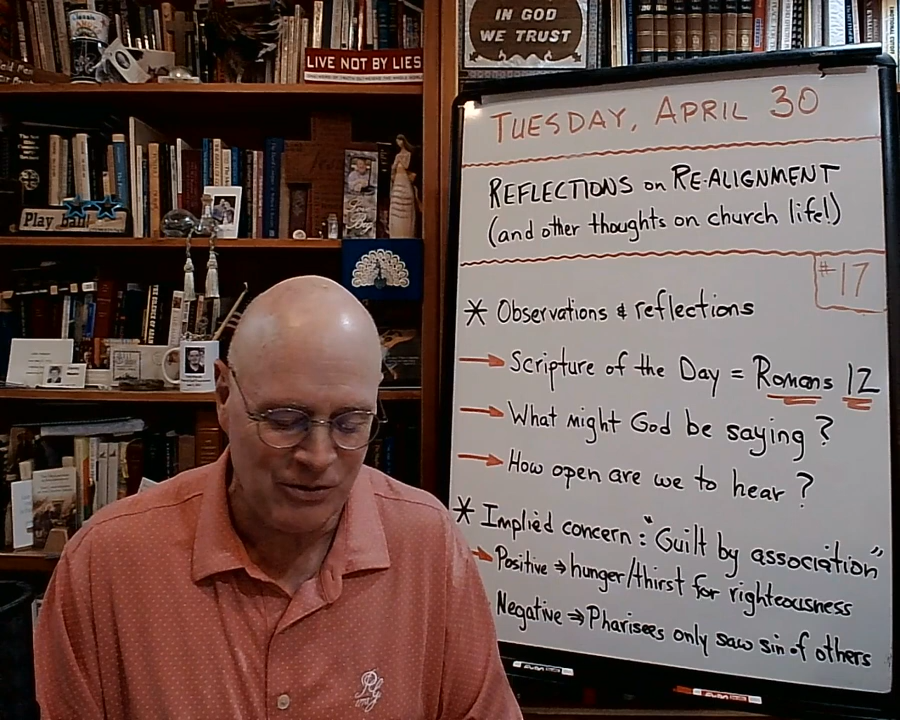 IN GOD
WE TRUST
LIVE NOT BY LIES
Play Ball
TUESDAY, APRIL 30
REFLECTIONS on RE-ALIGNMENT
(and other thoughts on church life!)
#17
* Observations & reflections
→ Scripture of the Day = Romans 12
→ What might God be saying?
→ How open are we to hear?
* Implied concern: "Guilt by association"
→ Positive ⇒ hunger/thirst for righteousness
Negative ⇒ Pharisees only saw sin of others